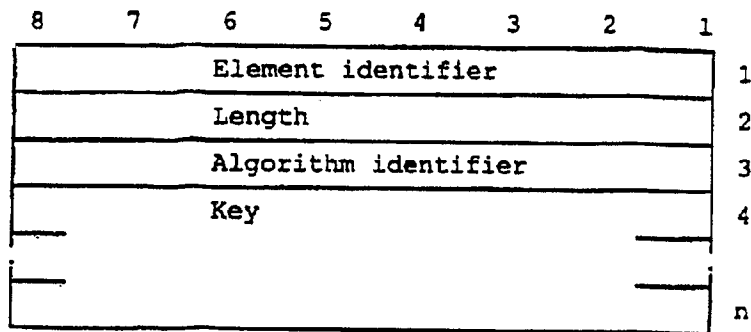 8 7 6 5 4 3 2 1
Element identifier 1
Length 2
Algorithm identifier 3
Key 4
n